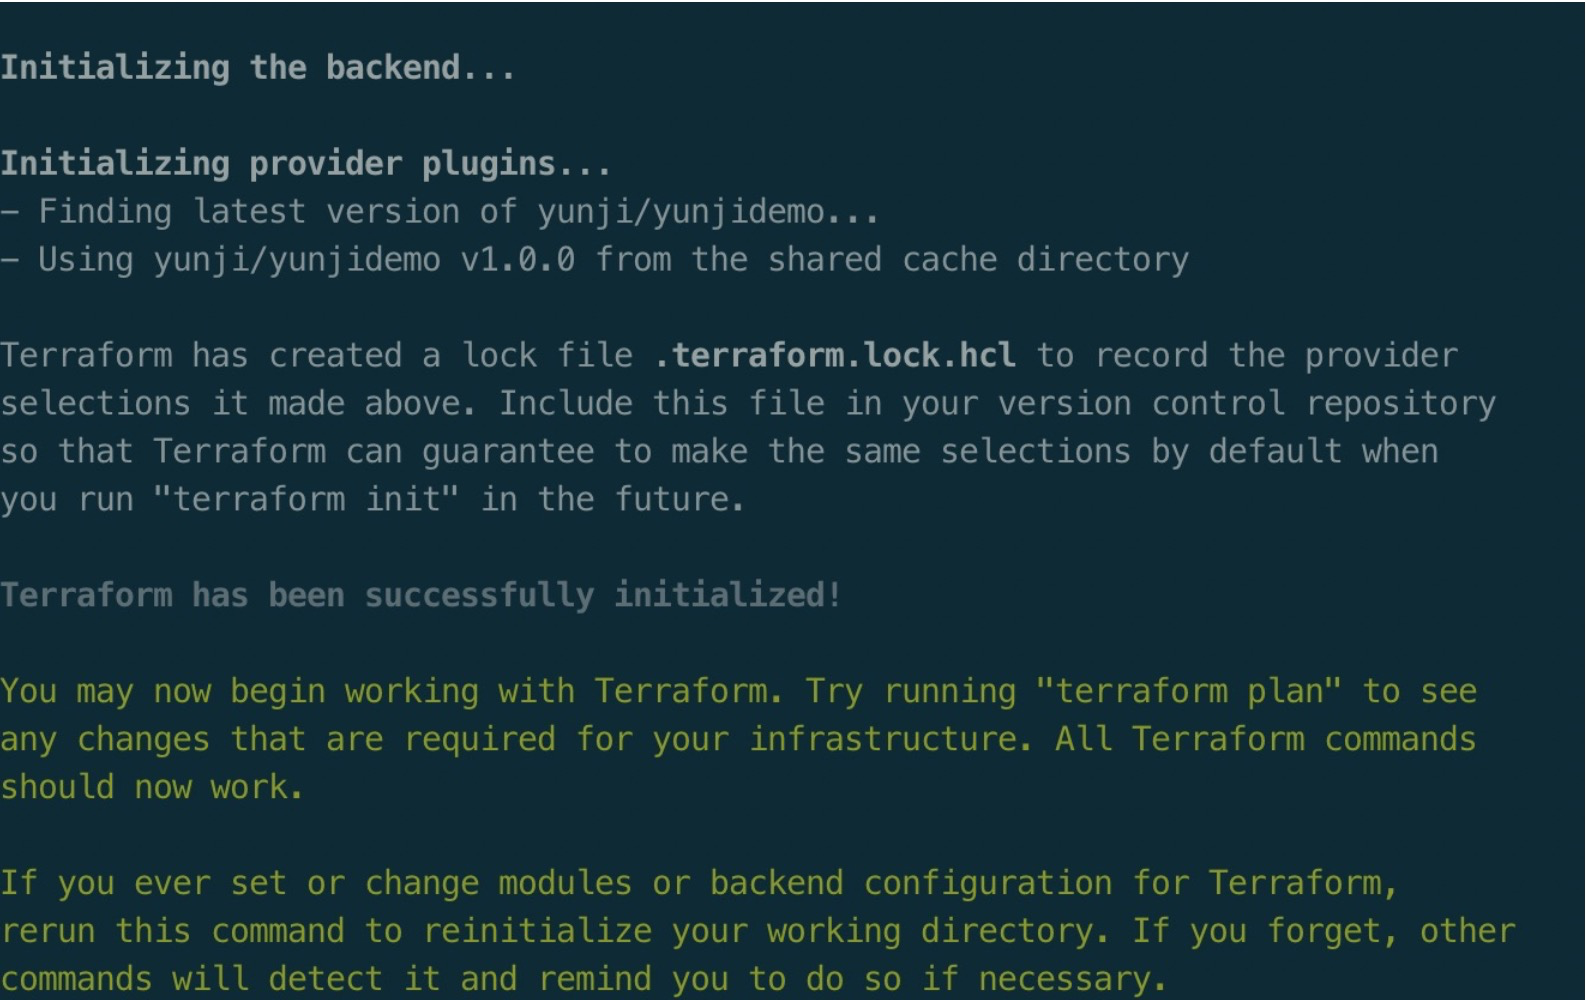 Initializing the backend...
Initializing provider plugins...
– Finding latest version of yunji/yunjidemo...
– Using yunji/yunjidemo v1.0.0 from the shared cache directory
Terraform has created a lock file .terraform.lock.hcl to record the provider
selections it made above. Include this file in your version control repository
so that Terraform can guarantee to make the same selections by default when
you run "terraform init" in the future.
Terraform has been successfully initialized!
You may now begin working with Terraform. Try running "terraform plan" to see
any changes that are required for your infrastructure. All Terraform commands
should now work.
If you ever set or change modules or backend configuration for Terraform,
rerun this command to reinitialize your working directory. If you forget, other
commands will detect it and remind you to do so if necessary.